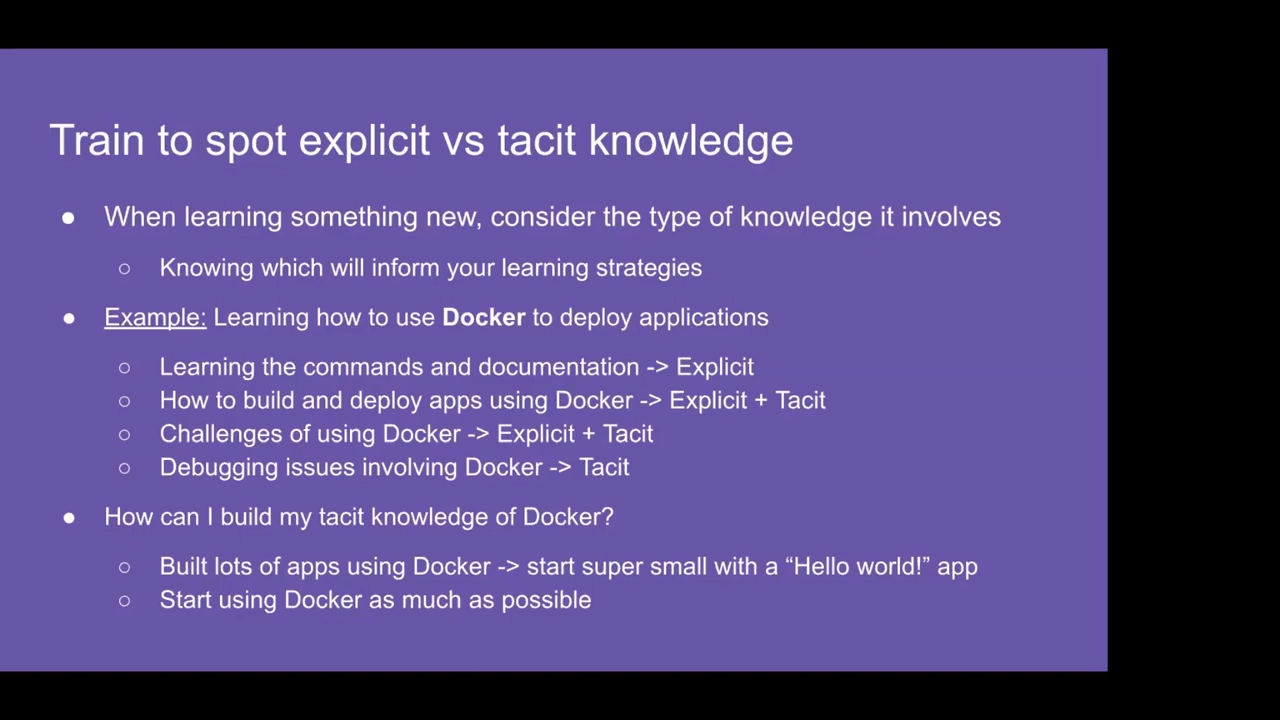 Train to spot explicit vs tacit knowledge
● When learning something new, consider the type of knowledge it involves
○ Knowing which will inform your learning strategies
● Example: Learning how to use Docker to deploy applications
○ Learning the commands and documentation -> Explicit
○ How to build and deploy apps using Docker -> Explicit + Tacit
○ Challenges of using Docker -> Explicit + Tacit
○ Debugging issues involving Docker -> Tacit
● How can I build my tacit knowledge of Docker?
○ Built lots of apps using Docker -> start super small with a “Hello world!” app
○ Start using Docker as much as possible